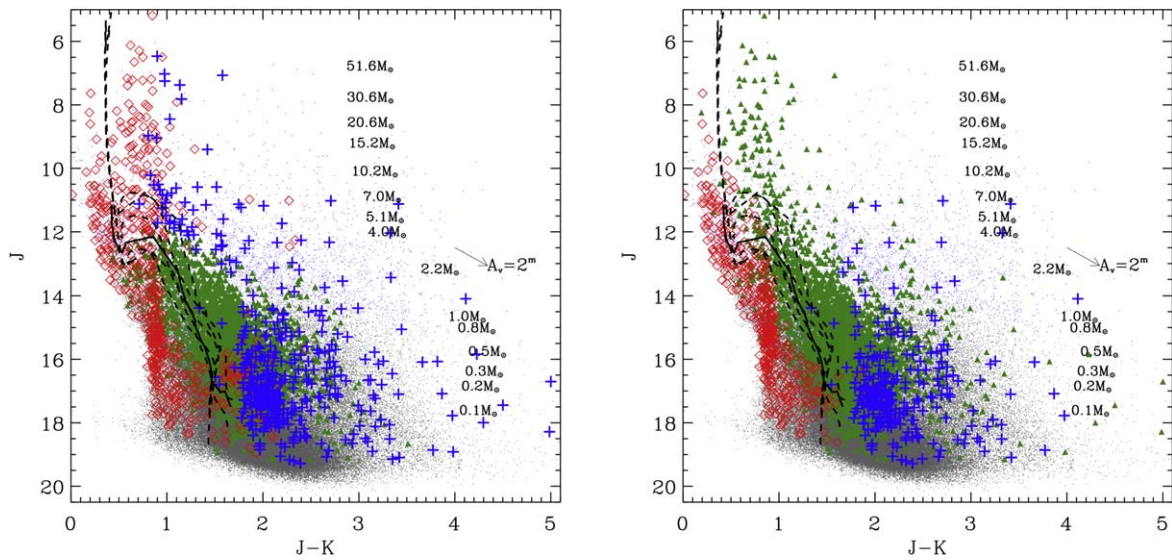 6
8
10
12
14
16
18
20
J
0
1
2
3
4
5
J−K
51.6M⊙
30.6M⊙
20.6M⊙
15.2M⊙
10.2M⊙
7.0M⊙
5.1M⊙
4.0M⊙
2.2M⊙
1.0M⊙
0.8M⊙
0.5M⊙
0.3M⊙
0.2M⊙
0.1M⊙
Aᵥ=2ᵐ
6
8
10
12
14
16
18
20
J
0
1
2
3
4
5
J−K
51.6M⊙
30.6M⊙
20.6M⊙
15.2M⊙
10.2M⊙
7.0M⊙
5.1M⊙
4.0M⊙
2.2M⊙
1.0M⊙
0.8M⊙
0.5M⊙
0.3M⊙
0.2M⊙
0.1M⊙
Aᵥ=2ᵐ